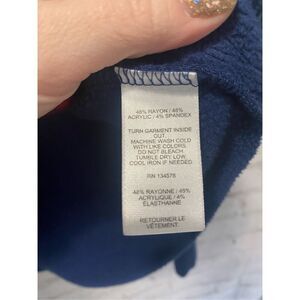 48% RAYON / 48%
ACRYLIC / 4% SPANDEX
TURN GARMENT INSIDE
OUT.
MACHINE WASH COLD
WITH LIKE COLORS
DO NOT BLEACH.
TUMBLE DRY LOW.
COOL IRON IF NEEDED.
RN 134578
48% RAYONNE / 48%
ACRYLIQUE / 4%
ÉLASTHANNE
RETOURNER LE
VÊTEMENT.